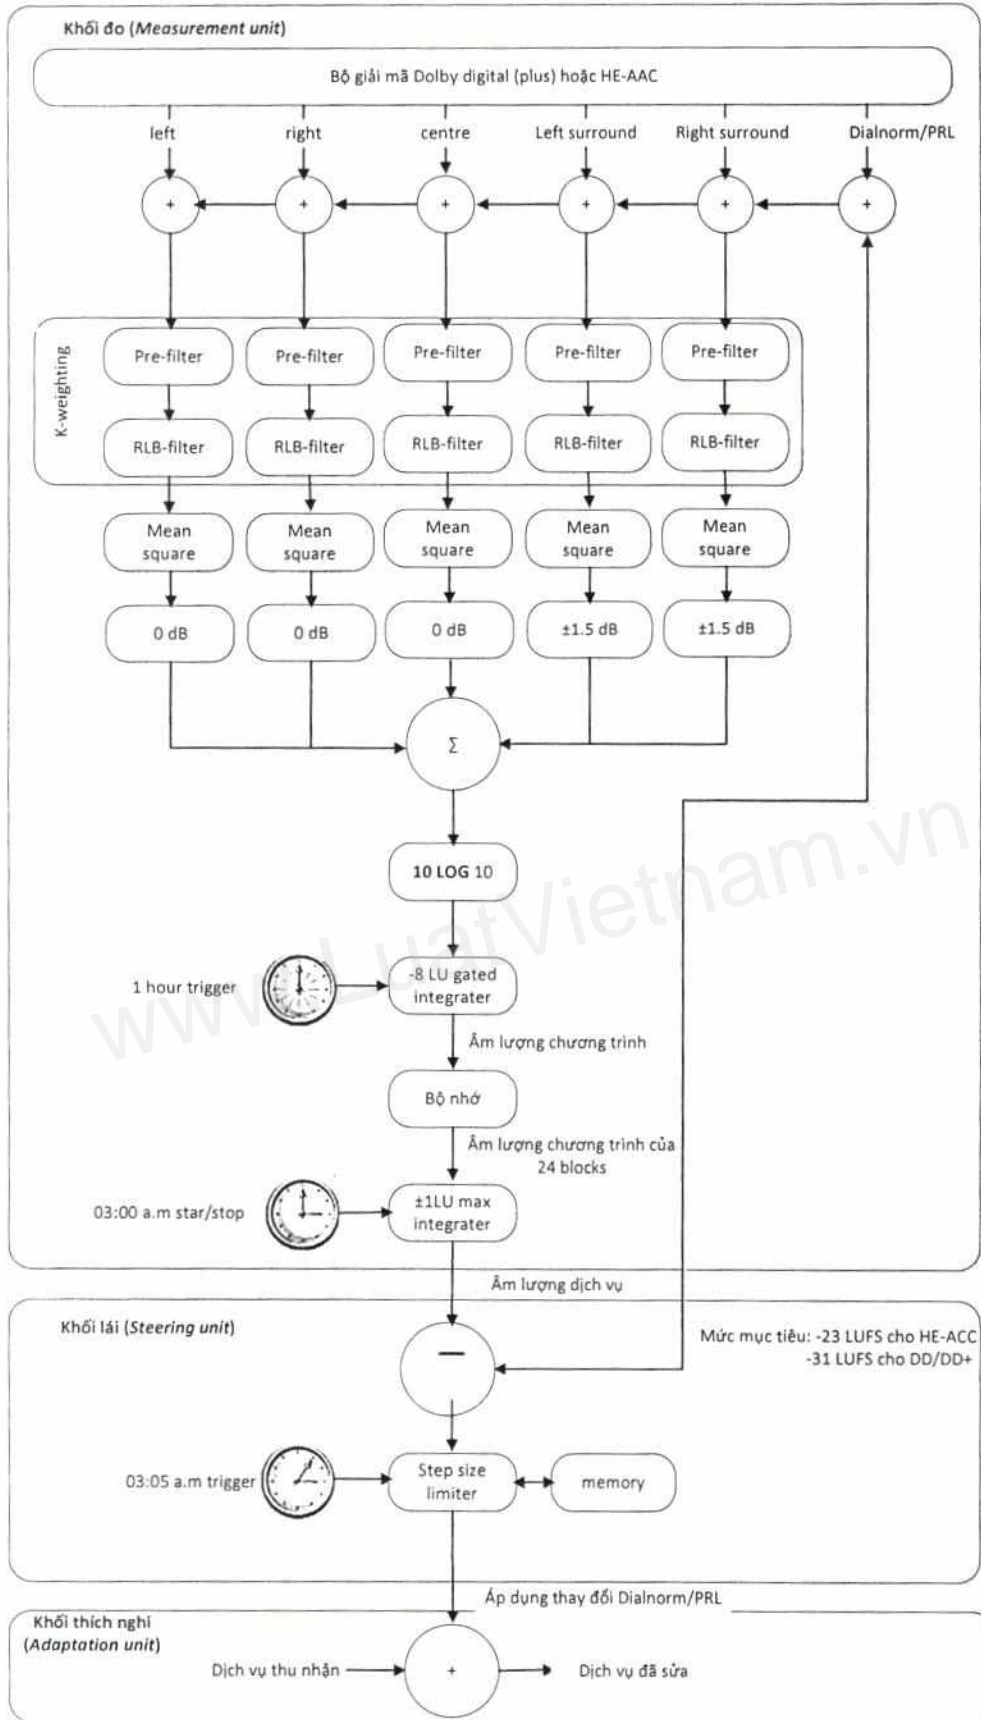 Khối đo (Measurement unit)
Bộ giải mã Dolby digital (plus) hoặc HE-AAC
left
right
centre
Left surround
Right surround
Dialnorm/PRL
+
+
+
+
+
+
K-weighting
Pre-filter
Pre-filter
Pre-filter
Pre-filter
Pre-filter
RLB-filter
RLB-filter
RLB-filter
RLB-filter
RLB-filter
Mean
square
Mean
square
Mean
square
Mean
square
Mean
square
0 dB
0 dB
0 dB
±1.5 dB
±1.5 dB
Σ
10 LOG 10
1 hour trigger
-8 LU gated
integrater
Âm lượng chương trình
Bộ nhớ
Âm lượng chương trình của
24 blocks
03:00 a.m star/stop
±1LU max
integrater
Âm lượng dịch vụ
Khối lái (Steering unit)
Mức mục tiêu: -23 LUFS cho HE-ACC
-31 LUFS cho DD/DD+
—
03:05 a.m trigger
Step size
limiter
memory
Áp dụng thay đổi Dialnorm/PRL
Khối thích nghi
(Adaptation unit)
Dịch vụ thu nhận
+
Dịch vụ đã sửa
www.LuatVietnam.vn